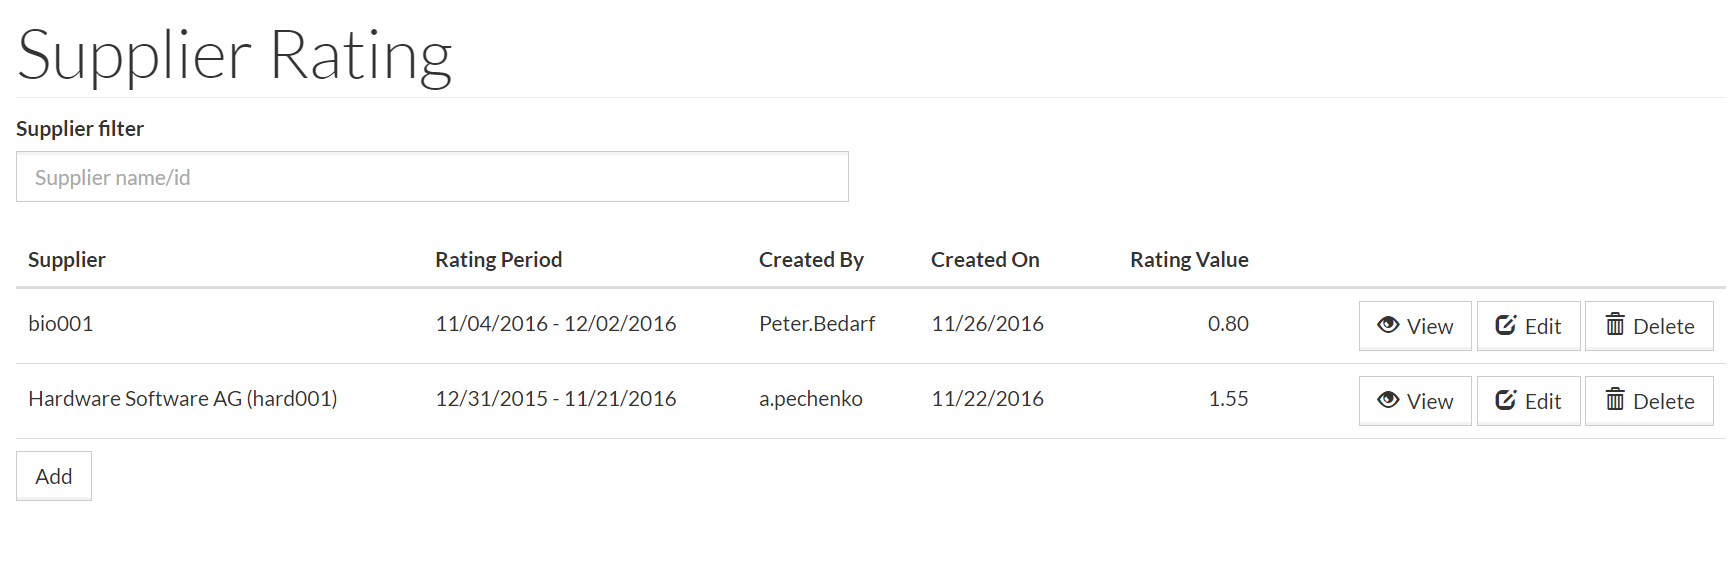 Supplier Rating
Supplier filter
Supplier name/id
Supplier Rating Period Created By Created On Rating Value
bio001 11/04/2016 - 12/02/2016 Peter.Bedarf 11/26/2016 0.80 View Edit Delete
Hardware Software AG (hard001) 12/31/2015 - 11/21/2016 a.pechenko 11/22/2016 1.55 View Edit Delete
Add